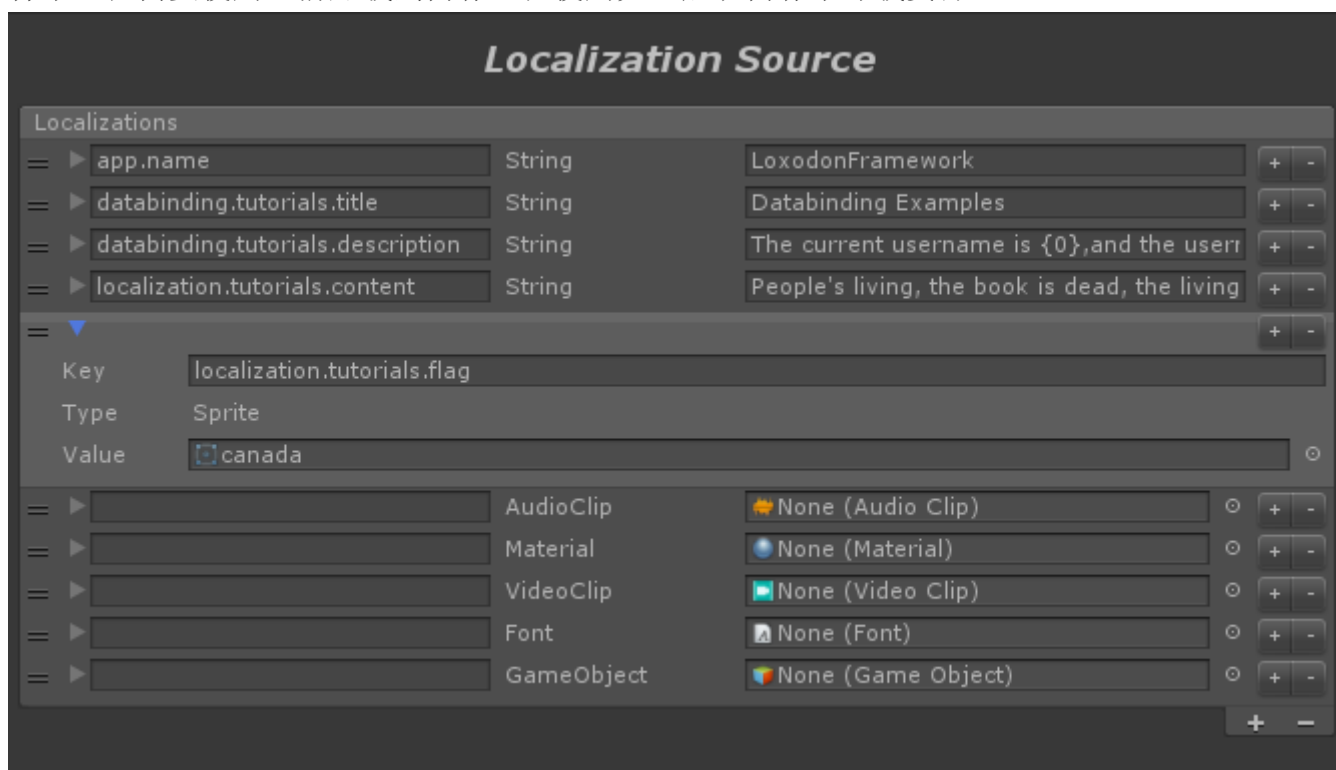 Localization Source
Localizations
app.name String LoxodonFramework + -
databinding.tutorials.title String Databinding Examples + -
databinding.tutorials.description String The current username is {0},and the usern + -
localization.tutorials.content String People's living, the book is dead, the living + -
+ -
Key localization.tutorials.flag
Type Sprite
Value canada
AudioClip None (Audio Clip) + -
Material None (Material) + -
VideoClip None (Video Clip) + -
Font None (Font) + -
GameObject None (Game Object) + -
+ −